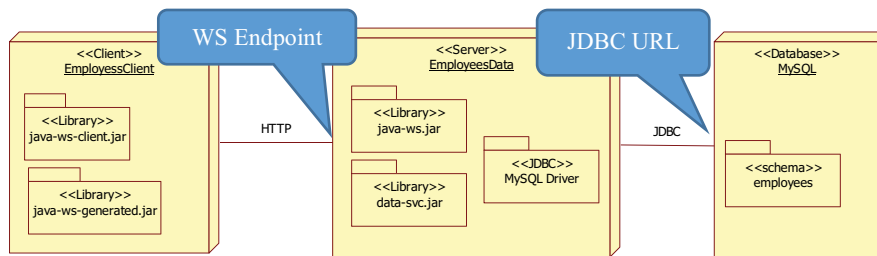 <<Client>>
EmployessClient
<<Library>>
java-ws-client.jar
<<Library>>
java-ws-generated.jar
WS Endpoint
HTTP
<<Server>>
EmployeesData
<<Library>>
java-ws.jar
<<Library>>
data-svc.jar
<<JDBC>>
MySQL Driver
JDBC URL
JDBC
<<Database>>
MySQL
<<schema>>
employees